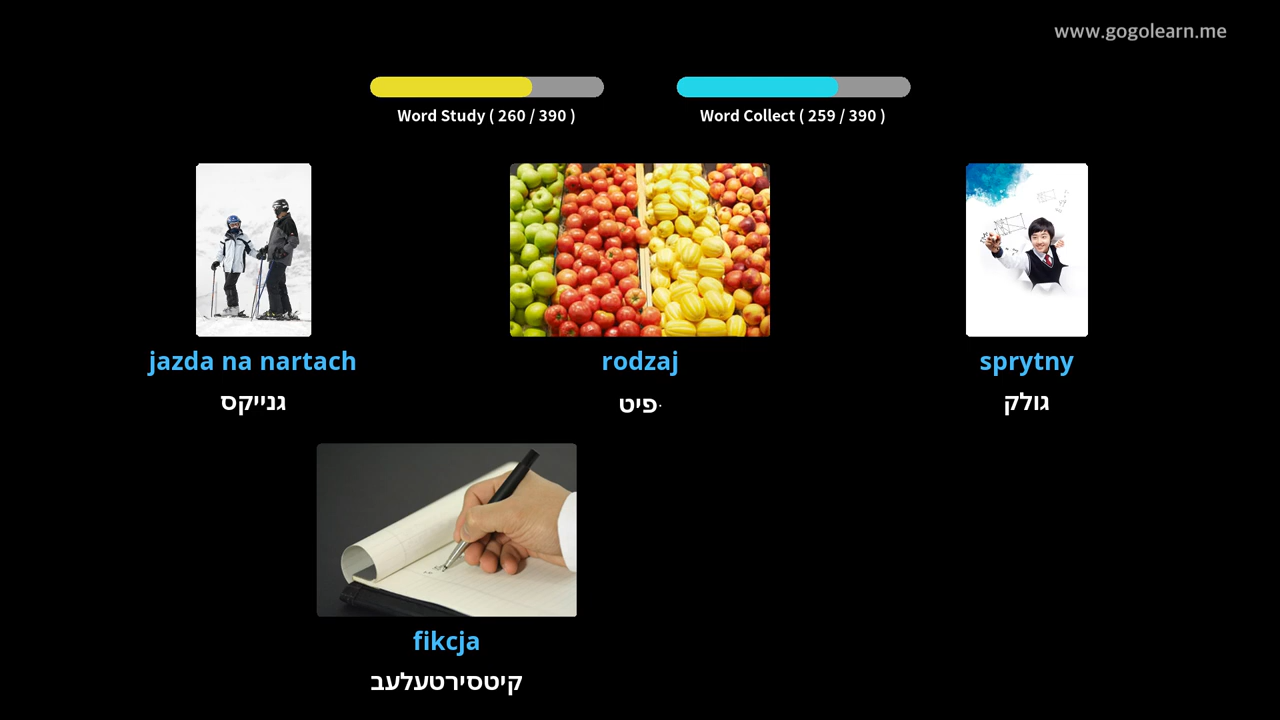 www.gogolearn.me
Word Study ( 260 / 390 )
Word Collect ( 259 / 390 )
jazda na nartach
גנייקס
rodzaj
·פיט
sprytny
גולק
fikcja
קיטסירטעלעב